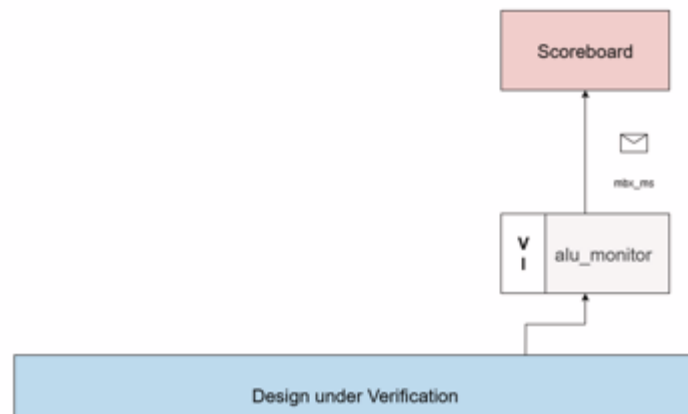 Scoreboard
mbx_ms
V
I
alu_monitor
Design under Verification